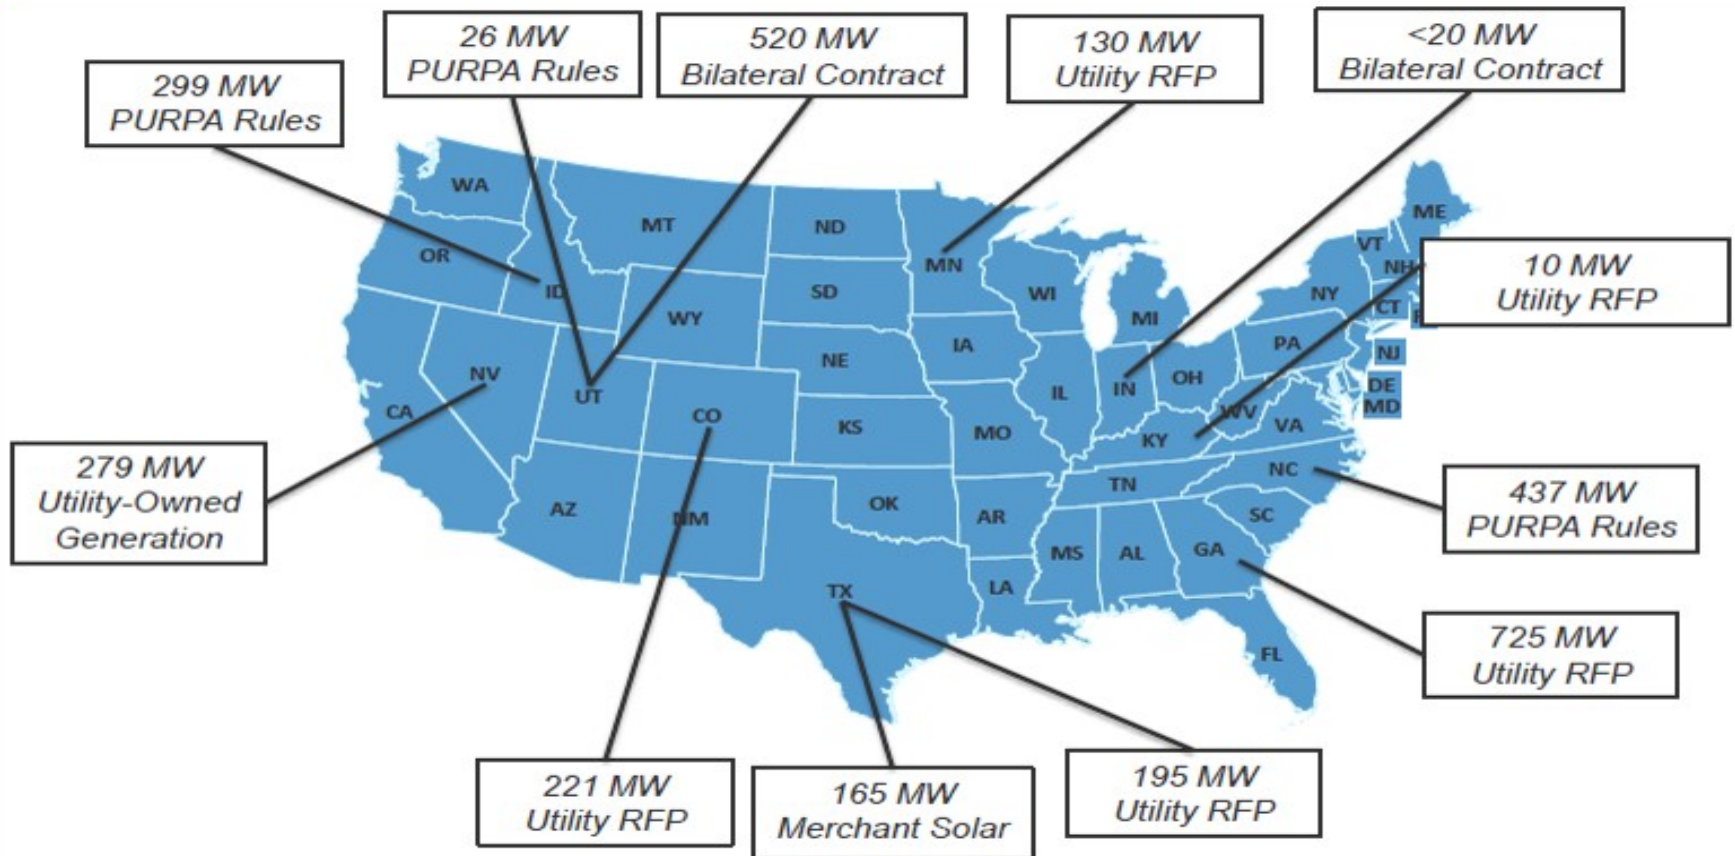 26 MW
PURPA Rules
520 MW
Bilateral Contract
130 MW
Utility RFP
<20 MW
Bilateral Contract
299 MW
PURPA Rules
WA
MT
ND
OR
ID
MN
SD
WY
WI
MI
ME
VT
NH
NY
CT
10 MW
Utility RFP
IA
NE
PA
NJ
NV
UT
IL
IN
OH
DE
MD
CA
CO
KS
MO
WV
VA
KY
279 MW
Utility-Owned
Generation
NC
TN
437 MW
PURPA Rules
AZ
NM
OK
AR
SC
MS
AL
GA
LA
TX
FL
725 MW
Utility RFP
221 MW
Utility RFP
165 MW
Merchant Solar
195 MW
Utility RFP